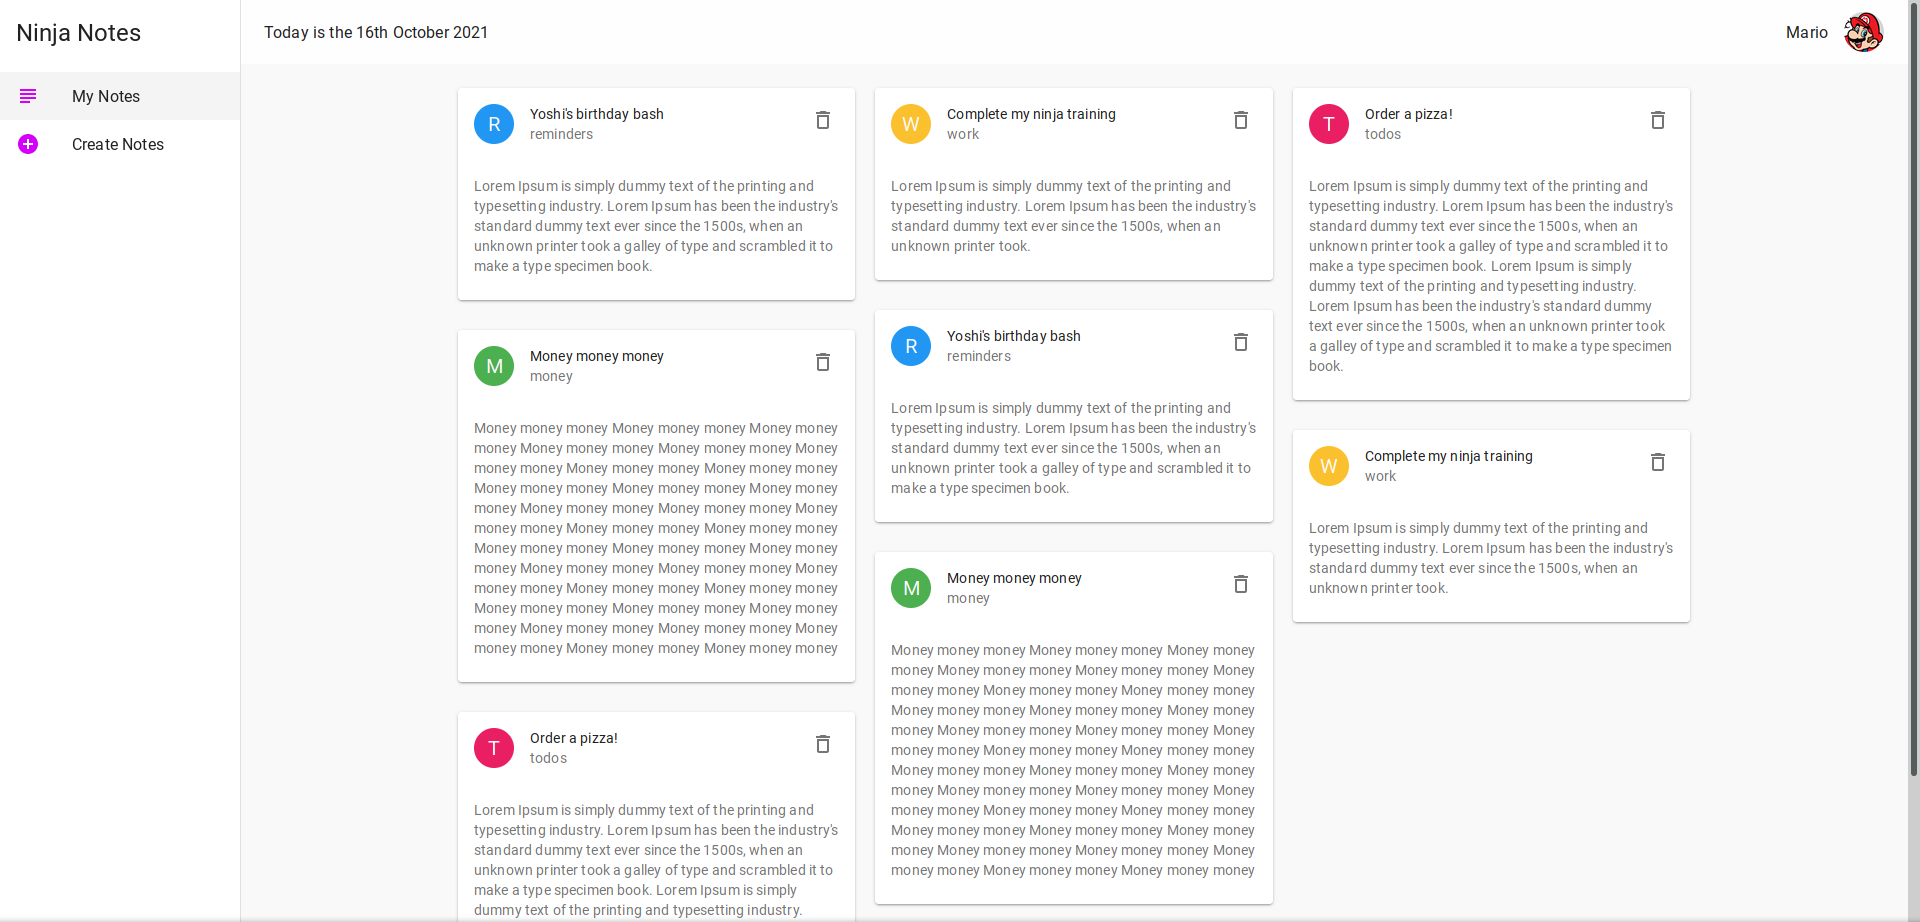 Ninja Notes
My Notes
Create Notes
Today is the 16th October 2021
Mario
R
Yoshi's birthday bash
reminders
Lorem Ipsum is simply dummy text of the printing and
typesetting industry. Lorem Ipsum has been the industry's
standard dummy text ever since the 1500s, when an
unknown printer took a galley of type and scrambled it to
make a type specimen book.
M
Money money money
money
Money money money Money money money Money money
money Money money money Money money money Money
money money Money money money Money money money
Money money money Money money money Money money
money Money money money Money money money Money
money money Money money money Money money money
Money money money Money money money Money money
money Money money money Money money money Money
money money Money money money Money money money
Money money money Money money money Money money
money Money money money Money money money Money
money money Money money money Money money money
T
Order a pizza!
todos
Lorem Ipsum is simply dummy text of the printing and
typesetting industry. Lorem Ipsum has been the industry's
standard dummy text ever since the 1500s, when an
unknown printer took a galley of type and scrambled it to
make a type specimen book. Lorem Ipsum is simply
dummy text of the printing and typesetting industry.
W
Complete my ninja training
work
Lorem Ipsum is simply dummy text of the printing and
typesetting industry. Lorem Ipsum has been the industry's
standard dummy text ever since the 1500s, when an
unknown printer took.
R
Yoshi's birthday bash
reminders
Lorem Ipsum is simply dummy text of the printing and
typesetting industry. Lorem Ipsum has been the industry's
standard dummy text ever since the 1500s, when an
unknown printer took a galley of type and scrambled it to
make a type specimen book.
M
Money money money
money
Money money money Money money money Money money
money Money money money Money money money Money
money money Money money money Money money money
Money money money Money money money Money money
money Money money money Money money money Money
money money Money money money Money money money
Money money money Money money money Money money
money Money money money Money money money Money
money money Money money money Money money money
Money money money Money money money Money money
money Money money money Money money money Money
money money Money money money Money money money
T
Order a pizza!
todos
Lorem Ipsum is simply dummy text of the printing and
typesetting industry. Lorem Ipsum has been the industry's
standard dummy text ever since the 1500s, when an
unknown printer took a galley of type and scrambled it to
make a type specimen book. Lorem Ipsum is simply
dummy text of the printing and typesetting industry.
Lorem Ipsum has been the industry's standard dummy
text ever since the 1500s, when an unknown printer took
a galley of type and scrambled it to make a type specimen
book.
W
Complete my ninja training
work
Lorem Ipsum is simply dummy text of the printing and
typesetting industry. Lorem Ipsum has been the industry's
standard dummy text ever since the 1500s, when an
unknown printer took.